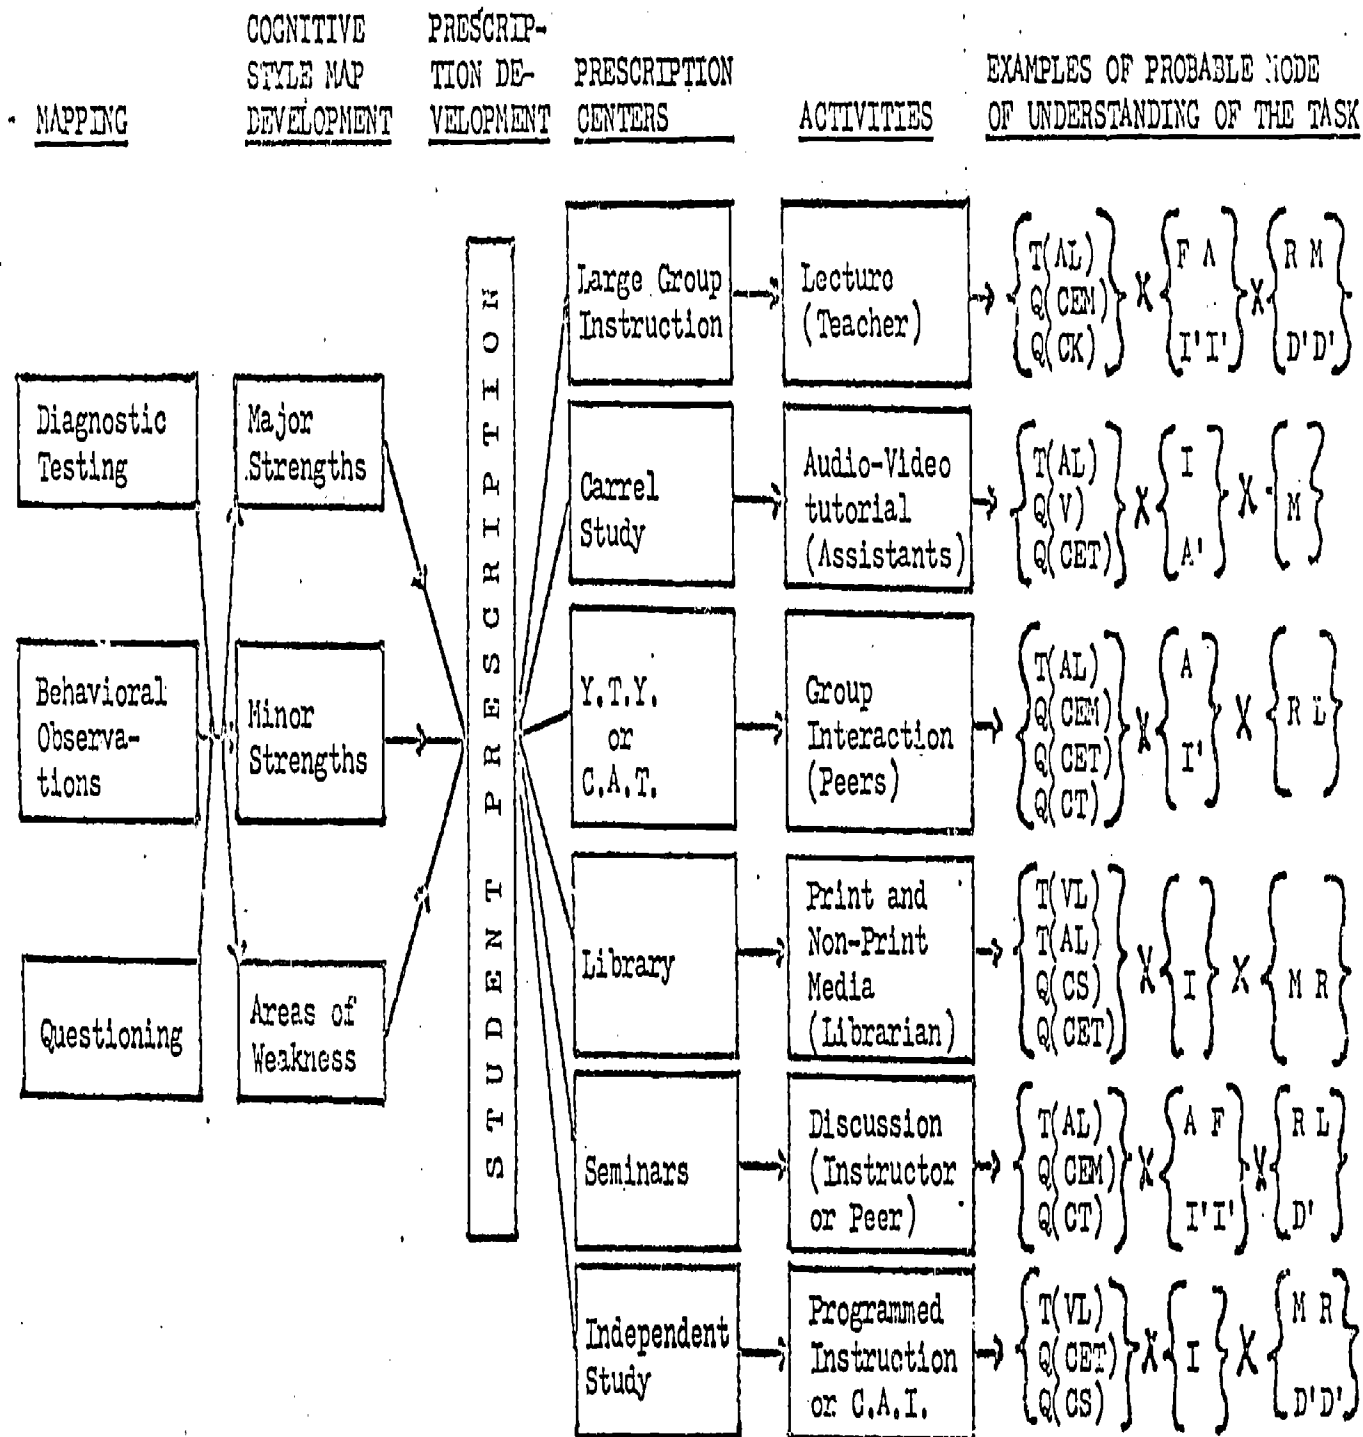 COGNITIVE
STYLE MAP
DEVELOPMENT
PRESCRIP-
TION DE-
VELOPMENT
MAPPING
PRESCRIPTION
CENTERS
ACTIVITIES
EXAMPLES OF PROBABLE MODE
OF UNDERSTANDING OF THE TASK
Diagnostic
Testing
Behavioral
Observa-
tions
Questioning
Major
Strengths
Minor
Strengths
Areas of
Weakness
STUDENT PRESCRIPTION
Large Group
Instruction
Lecture
(Teacher)
T(AL)
Q(CEM)
Q(CK)
X
F A
I'I'
X
R M
D'D'
Carrel
Study
Audio-Video
tutorial
(Assistants)
T(AL)
Q(V)
Q(CET)
X
I
A'
X
M
Y.T.Y.
or
C.A.T.
Group
Interaction
(Peers)
T(AL)
Q(CEM)
Q(CET)
Q(CT)
X
A
I'
X
R L
Library
Print and
Non-Print
Media
(Librarian)
T(VL)
T(AL)
Q(CS)
Q(CET)
X
I
X
M R
Seminars
Discussion
(Instructor
or Peer)
T(AL)
Q(CEM)
Q(CT)
X
A F
I'I'
X
R L
D'
Independent
Study
Programmed
Instruction
or C.A.I.
T(VL)
Q(CET)
Q(CS)
X
I
X
M R
D'D'